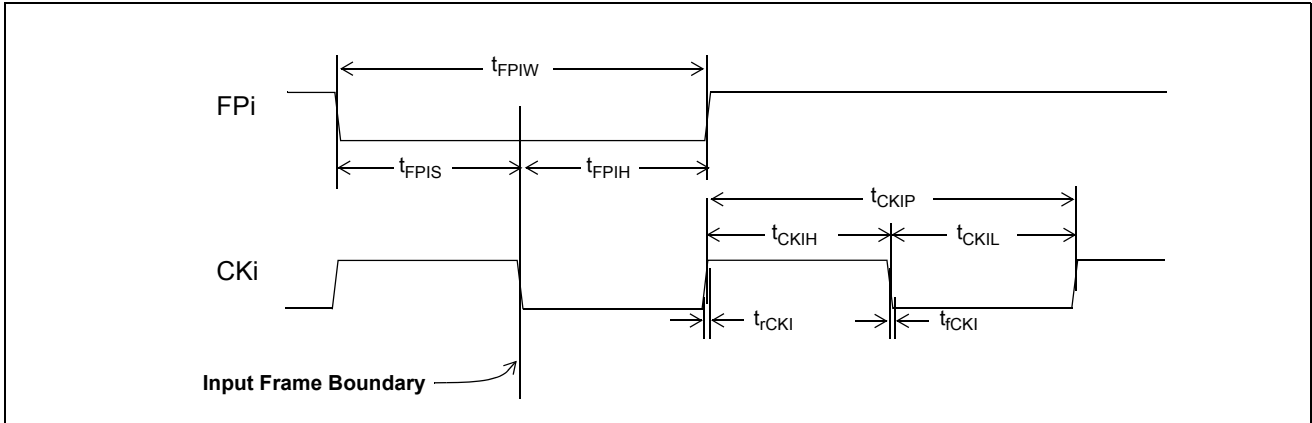 tFPIW
FPi
tFPIS
tFPIH
tCKIP
tCKIH
tCKIL
CKi
trCKI
tfCKI
Input Frame Boundary